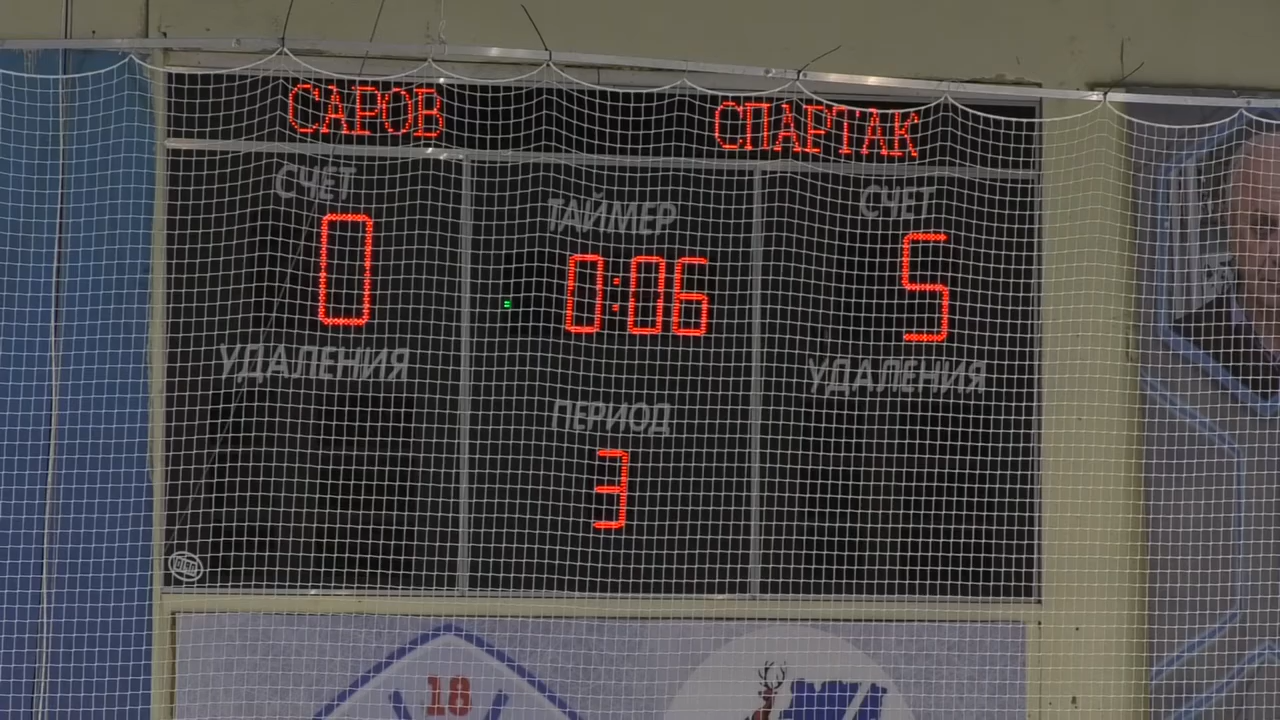 САРОВ СПАРТАК
СЧЕТ ТАЙМЕР СЧЕТ
0 0:06 5
УДАЛЕНИЯ УДАЛЕНИЯ
ПЕРИОД
3
18